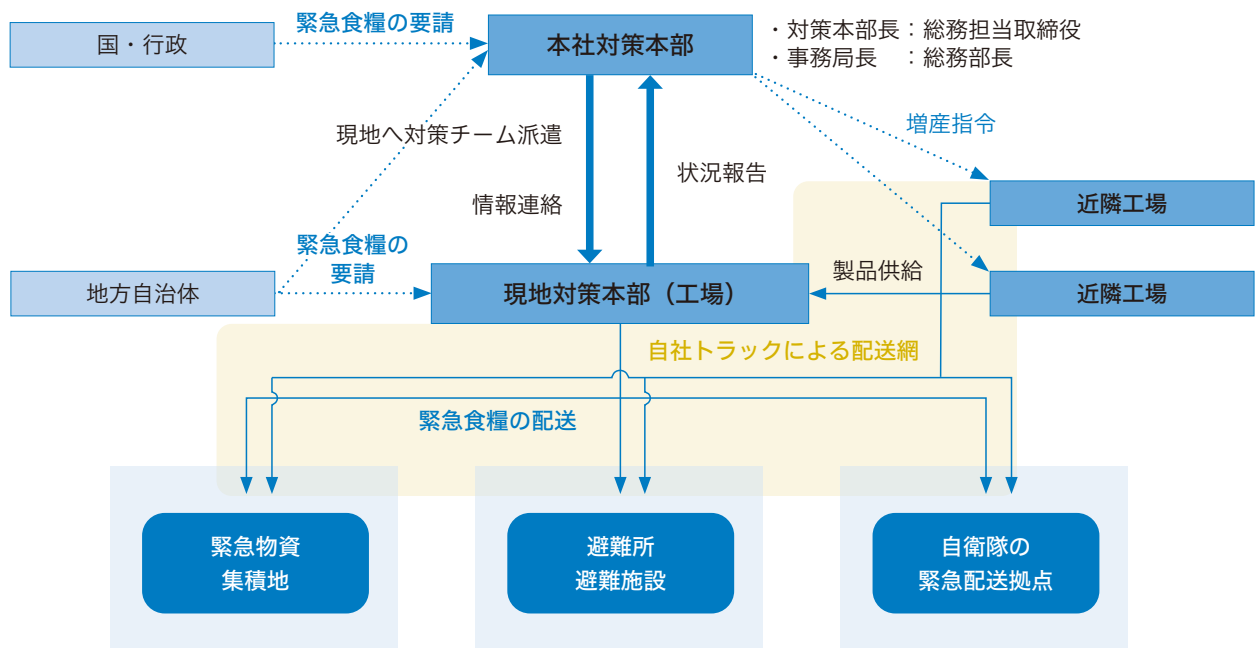 緊急食糧の要請
国・行政
本社対策本部
・対策本部長：総務担当取締役
・事務局長　：総務部長
増産指令
現地へ対策チーム派遣
状況報告
情報連絡
近隣工場
緊急食糧の
要請
地方自治体
現地対策本部（工場）
製品供給
近隣工場
自社トラックによる配送網
緊急食糧の配送
緊急物資
集積地
避難所
避難施設
自衛隊の
緊急配送拠点